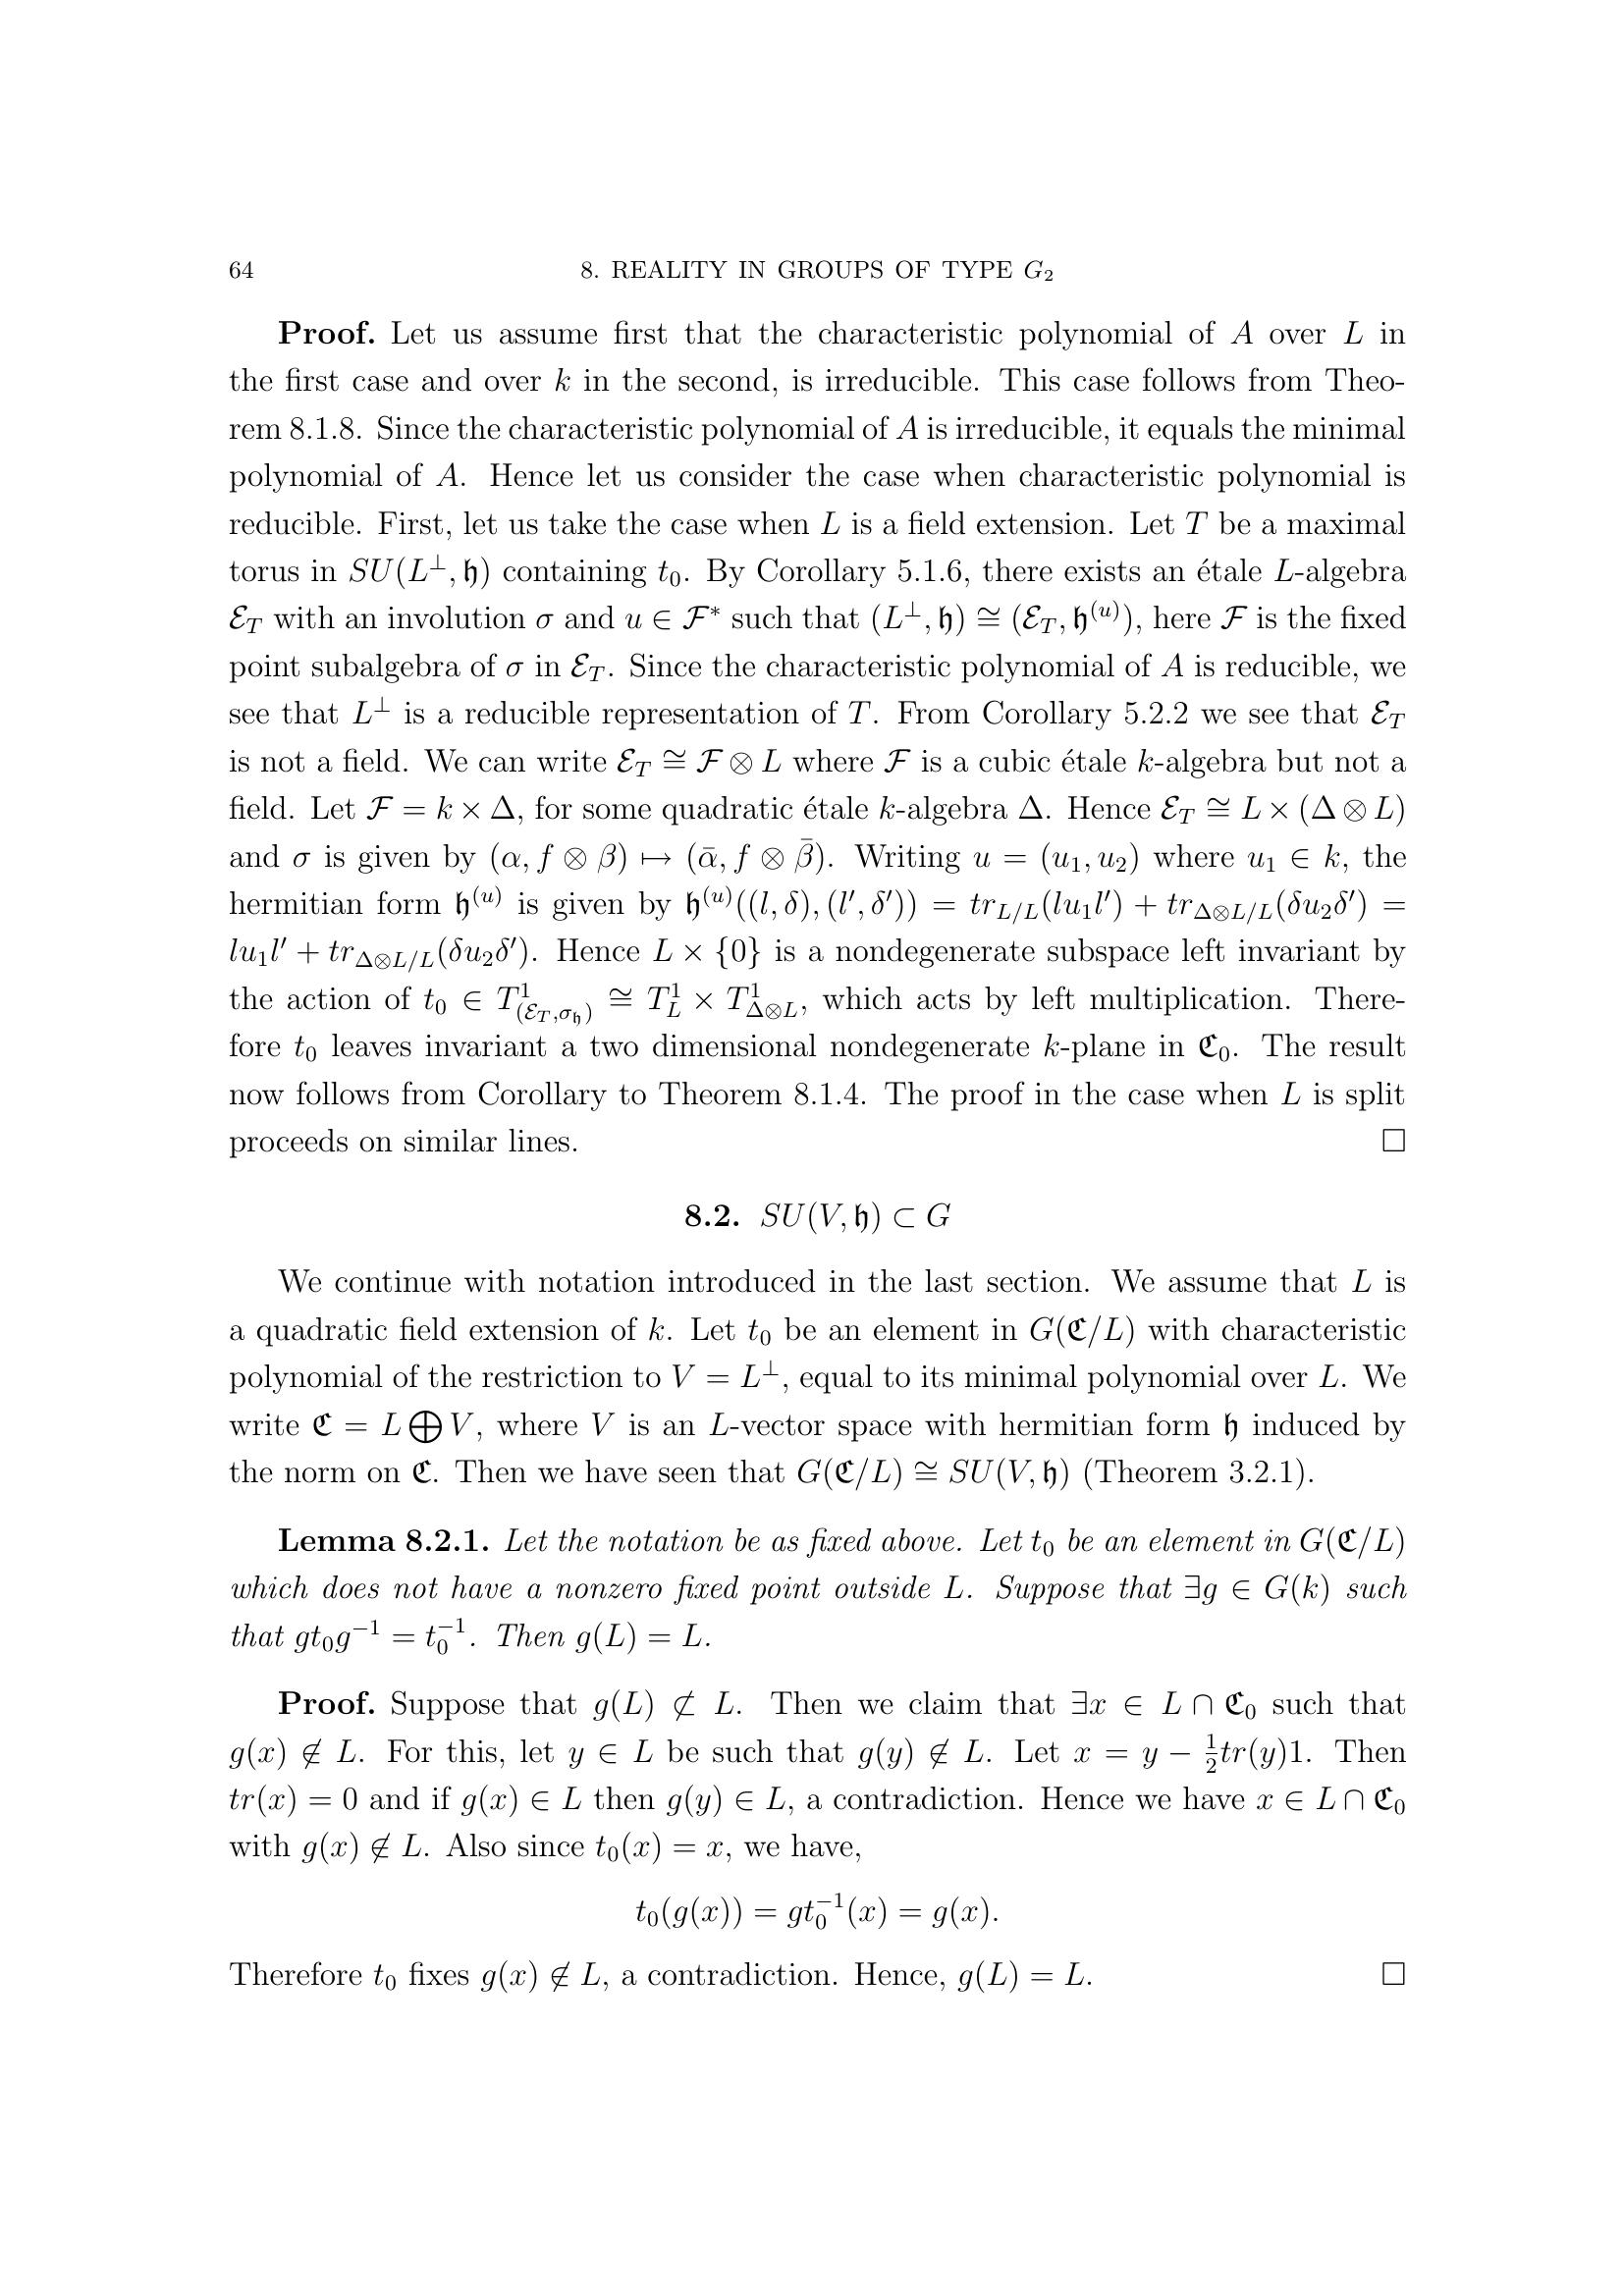 64 8. REALITY IN GROUPS OF TYPE $G_2$
Proof. Let us assume first that the characteristic polynomial of $A$ over $L$ in
the first case and over $k$ in the second, is irreducible. This case follows from Theo-
rem 8.1.8. Since the characteristic polynomial of $A$ is irreducible, it equals the minimal
polynomial of $A$. Hence let us consider the case when characteristic polynomial is
reducible. First, let us take the case when $L$ is a field extension. Let $T$ be a maximal
torus in $SU(L^\perp, \mathfrak{h})$ containing $t_0$. By Corollary 5.1.6, there exists an étale $L$-algebra
$\mathcal{E}_T$ with an involution $\sigma$ and $u \in \mathcal{F}^*$ such that $(L^\perp, \mathfrak{h}) \cong (\mathcal{E}_T, \mathfrak{h}^{(u)})$, here $\mathcal{F}$ is the fixed
point subalgebra of $\sigma$ in $\mathcal{E}_T$. Since the characteristic polynomial of $A$ is reducible, we
see that $L^\perp$ is a reducible representation of $T$. From Corollary 5.2.2 we see that $\mathcal{E}_T$
is not a field. We can write $\mathcal{E}_T \cong \mathcal{F} \otimes L$ where $\mathcal{F}$ is a cubic étale $k$-algebra but not a
field. Let $\mathcal{F} = k \times \Delta$, for some quadratic étale $k$-algebra $\Delta$. Hence $\mathcal{E}_T \cong L \times (\Delta \otimes L)$
and $\sigma$ is given by $(\alpha, f \otimes \beta) \mapsto (\bar{\alpha}, f \otimes \bar{\beta})$. Writing $u = (u_1, u_2)$ where $u_1 \in k$, the
hermitian form $\mathfrak{h}^{(u)}$ is given by $\mathfrak{h}^{(u)}((l, \delta), (l', \delta')) = tr_{L/L}(lu_1l') + tr_{\Delta \otimes L/L}(\delta u_2 \delta') =$
$lu_1l' + tr_{\Delta \otimes L/L}(\delta u_2 \delta')$. Hence $L \times \{0\}$ is a nondegenerate subspace left invariant by
the action of $t_0 \in T^1_{(\mathcal{E}_T, \sigma_\mathfrak{h})} \cong T^1_L \times T^1_{\Delta \otimes L}$, which acts by left multiplication. There-
fore $t_0$ leaves invariant a two dimensional nondegenerate $k$-plane in $\mathfrak{C}_0$. The result
now follows from Corollary to Theorem 8.1.4. The proof in the case when $L$ is split
proceeds on similar lines. □
8.2. $SU(V, \mathfrak{h}) \subset G$
We continue with notation introduced in the last section. We assume that $L$ is
a quadratic field extension of $k$. Let $t_0$ be an element in $G(\mathfrak{C}/L)$ with characteristic
polynomial of the restriction to $V = L^\perp$, equal to its minimal polynomial over $L$. We
write $\mathfrak{C} = L \bigoplus V$, where $V$ is an $L$-vector space with hermitian form $\mathfrak{h}$ induced by
the norm on $\mathfrak{C}$. Then we have seen that $G(\mathfrak{C}/L) \cong SU(V, \mathfrak{h})$ (Theorem 3.2.1).
Lemma 8.2.1. Let the notation be as fixed above. Let $t_0$ be an element in $G(\mathfrak{C}/L)$
which does not have a nonzero fixed point outside $L$. Suppose that $\exists g \in G(k)$ such
that $gt_0g^{-1} = t_0^{-1}$. Then $g(L) = L$.
Proof. Suppose that $g(L) \not\subset L$. Then we claim that $\exists x \in L \cap \mathfrak{C}_0$ such that
$g(x) \notin L$. For this, let $y \in L$ be such that $g(y) \notin L$. Let $x = y - \frac{1}{2}tr(y)1$. Then
$tr(x) = 0$ and if $g(x) \in L$ then $g(y) \in L$, a contradiction. Hence we have $x \in L \cap \mathfrak{C}_0$
with $g(x) \notin L$. Also since $t_0(x) = x$, we have,
$t_0(g(x)) = gt_0^{-1}(x) = g(x).$
Therefore $t_0$ fixes $g(x) \notin L$, a contradiction. Hence, $g(L) = L$. □